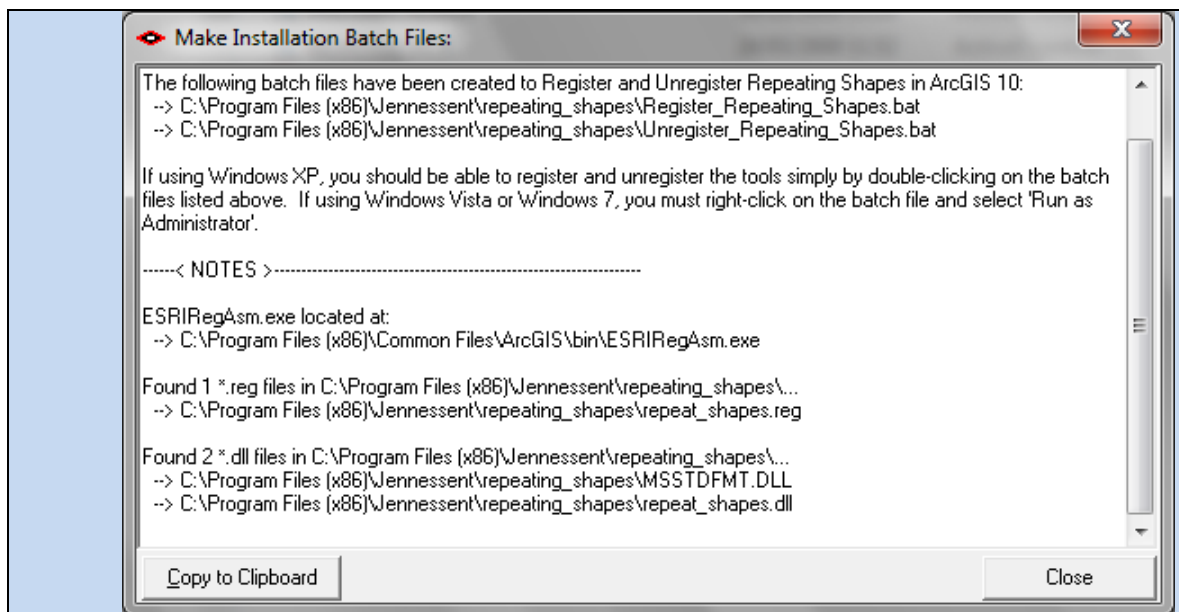 Make Installation Batch Files:
The following batch files have been created to Register and Unregister Repeating Shapes in ArcGIS 10:
--> C:\Program Files (x86)\Jennessent\repeating_shapes\Register_Repeating_Shapes.bat
--> C:\Program Files (x86)\Jennessent\repeating_shapes\Unregister_Repeating_Shapes.bat
If using Windows XP, you should be able to register and unregister the tools simply by double-clicking on the batch
files listed above.  If using Windows Vista or Windows 7, you must right-click on the batch file and select 'Run as
Administrator'.
------< NOTES >--------------------------------------------------------------------
ESRIRegAsm.exe located at:
--> C:\Program Files (x86)\Common Files\ArcGIS\bin\ESRIRegAsm.exe
Found 1 *.reg files in C:\Program Files (x86)\Jennessent\repeating_shapes\...
--> C:\Program Files (x86)\Jennessent\repeating_shapes\repeat_shapes.reg
Found 2 *.dll files in C:\Program Files (x86)\Jennessent\repeating_shapes\...
--> C:\Program Files (x86)\Jennessent\repeating_shapes\MSSTDFMT.DLL
--> C:\Program Files (x86)\Jennessent\repeating_shapes\repeat_shapes.dll
Copy to Clipboard
Close